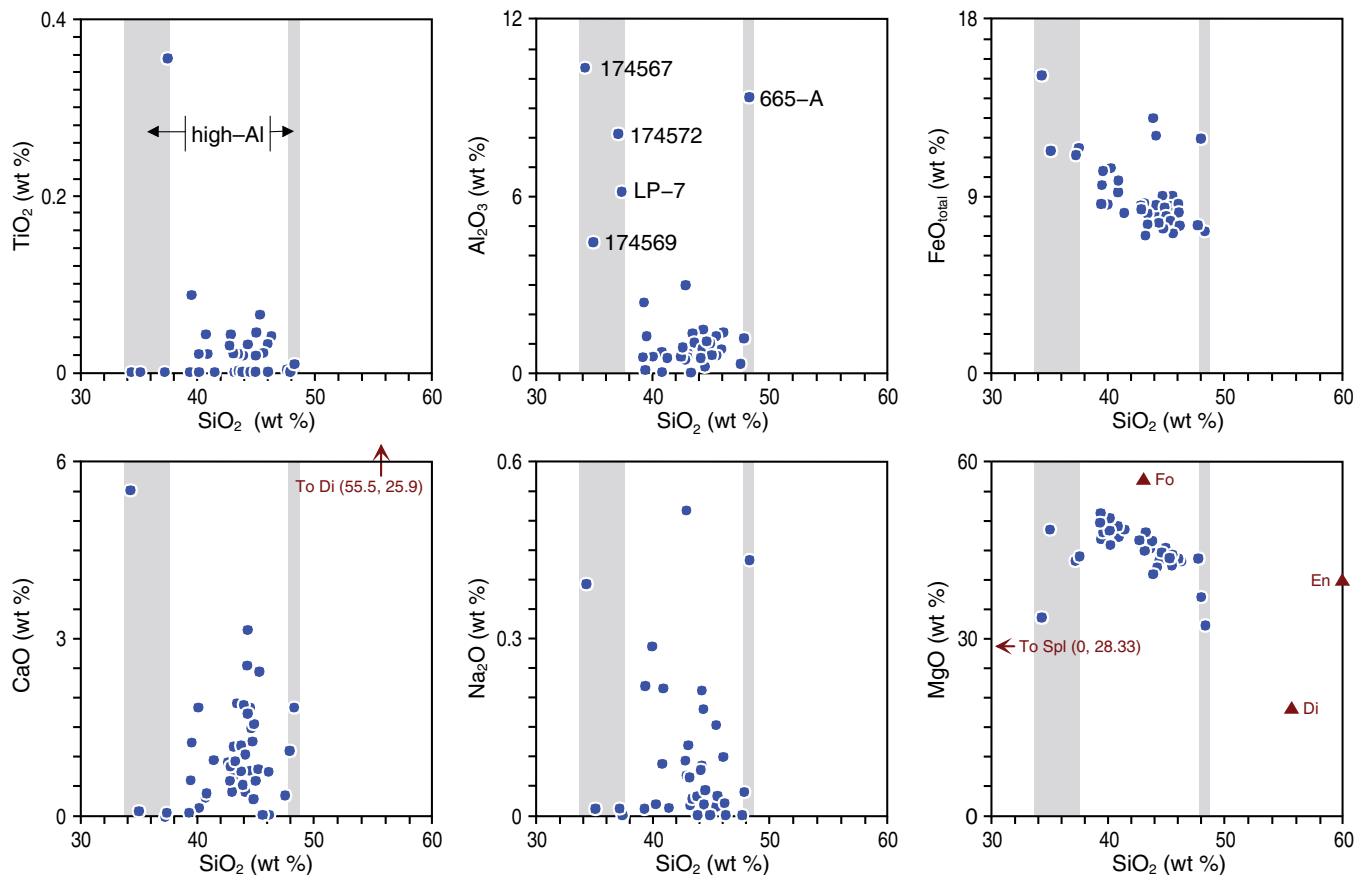 0.4
0.2
0
TiO2 (wt %)
high–Al
30 40 50 60
SiO2 (wt %)
12
6
0
Al2O3 (wt %)
174567
665–A
174572
LP–7
174569
30 40 50 60
SiO2 (wt %)
18
9
0
FeOtotal (wt %)
30 40 50 60
SiO2 (wt %)
6
3
0
CaO (wt %)
To Di (55.5, 25.9)
30 40 50 60
SiO2 (wt %)
0.6
0.3
0
Na2O (wt %)
30 40 50 60
SiO2 (wt %)
60
30
0
MgO (wt %)
Fo
En
To Spl (0, 28.33)
Di
30 40 50 60
SiO2 (wt %)